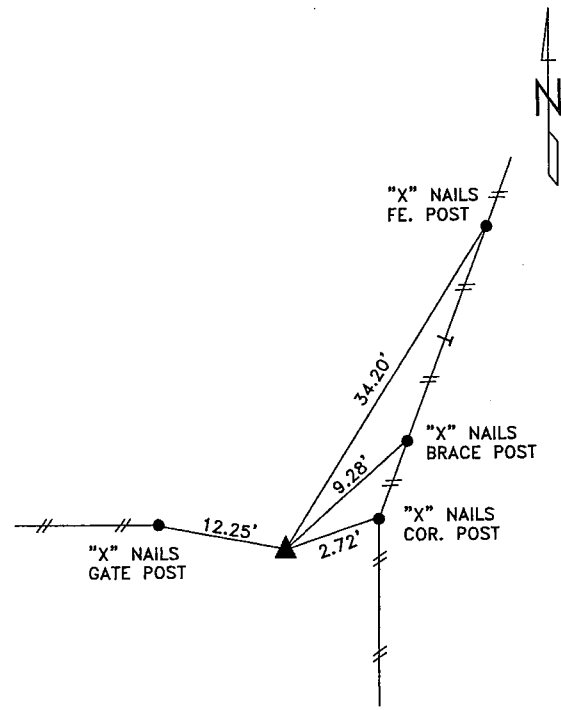 N
"X" NAILS
FE. POST
34.20'
"X" NAILS
BRACE POST
9.28'
"X" NAILS
COR. POST
12.25'
2.72'
"X" NAILS
GATE POST